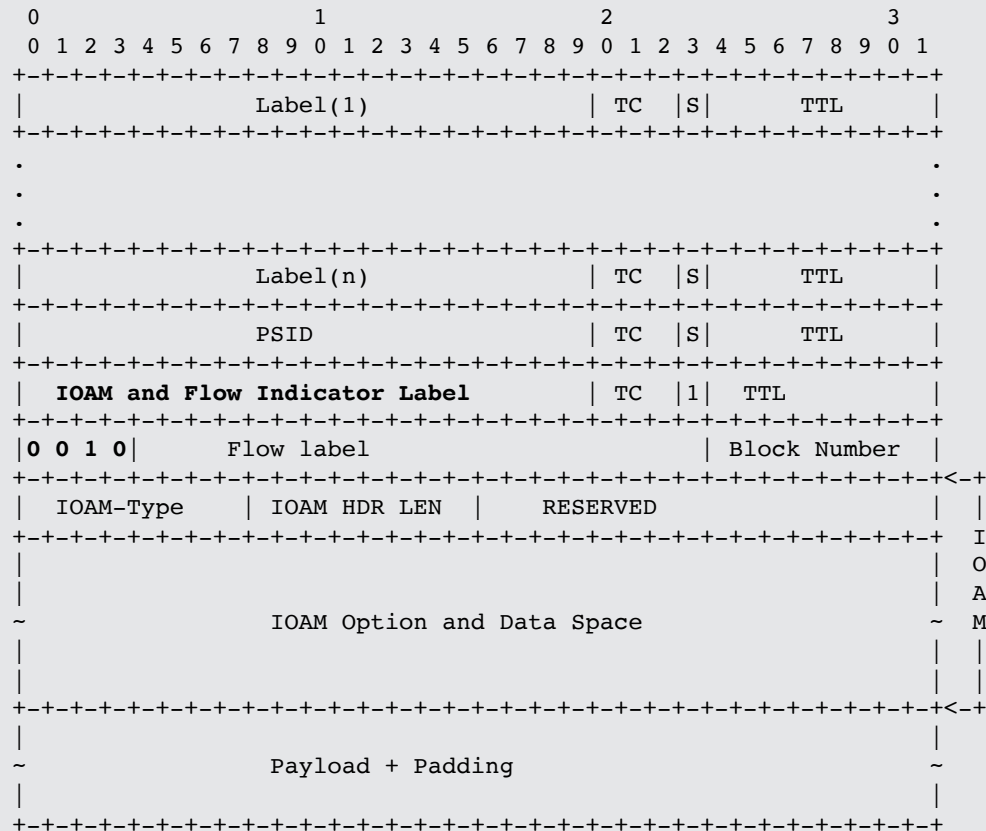 0                   1                   2                   3
 0 1 2 3 4 5 6 7 8 9 0 1 2 3 4 5 6 7 8 9 0 1 2 3 4 5 6 7 8 9 0 1
+-+-+-+-+-+-+-+-+-+-+-+-+-+-+-+-+-+-+-+-+-+-+-+-+-+-+-+-+-+-+-+-+
|                Label(1)               | TC  |S|      TTL      |
+-+-+-+-+-+-+-+-+-+-+-+-+-+-+-+-+-+-+-+-+-+-+-+-+-+-+-+-+-+-+-+-+
.                                                               .
.                                                               .
.                                                               .
+-+-+-+-+-+-+-+-+-+-+-+-+-+-+-+-+-+-+-+-+-+-+-+-+-+-+-+-+-+-+-+-+
|                Label(n)               | TC  |S|      TTL      |
+-+-+-+-+-+-+-+-+-+-+-+-+-+-+-+-+-+-+-+-+-+-+-+-+-+-+-+-+-+-+-+-+
|                PSID                   | TC  |S|      TTL      |
+-+-+-+-+-+-+-+-+-+-+-+-+-+-+-+-+-+-+-+-+-+-+-+-+-+-+-+-+-+-+-+-+
|  IOAM and Flow Indicator Label        | TC  |1|  TTL          |
+-+-+-+-+-+-+-+-+-+-+-+-+-+-+-+-+-+-+-+-+-+-+-+-+-+-+-+-+-+-+-+-+
|0 0 1 0|      Flow label                       | Block Number  |
+-+-+-+-+-+-+-+-+-+-+-+-+-+-+-+-+-+-+-+-+-+-+-+-+-+-+-+-+-+-+-+-+<-+
|  IOAM-Type    | IOAM HDR LEN  |    RESERVED                   |  |
+-+-+-+-+-+-+-+-+-+-+-+-+-+-+-+-+-+-+-+-+-+-+-+-+-+-+-+-+-+-+-+-+  I
|                                                               |  O
|                                                               |  A
~                 IOAM Option and Data Space                    ~  M
|                                                               |  |
|                                                               |  |
+-+-+-+-+-+-+-+-+-+-+-+-+-+-+-+-+-+-+-+-+-+-+-+-+-+-+-+-+-+-+-+-+<-+
|                                                               |
~                 Payload + Padding                             ~
|                                                               |
+-+-+-+-+-+-+-+-+-+-+-+-+-+-+-+-+-+-+-+-+-+-+-+-+-+-+-+-+-+-+-+-+